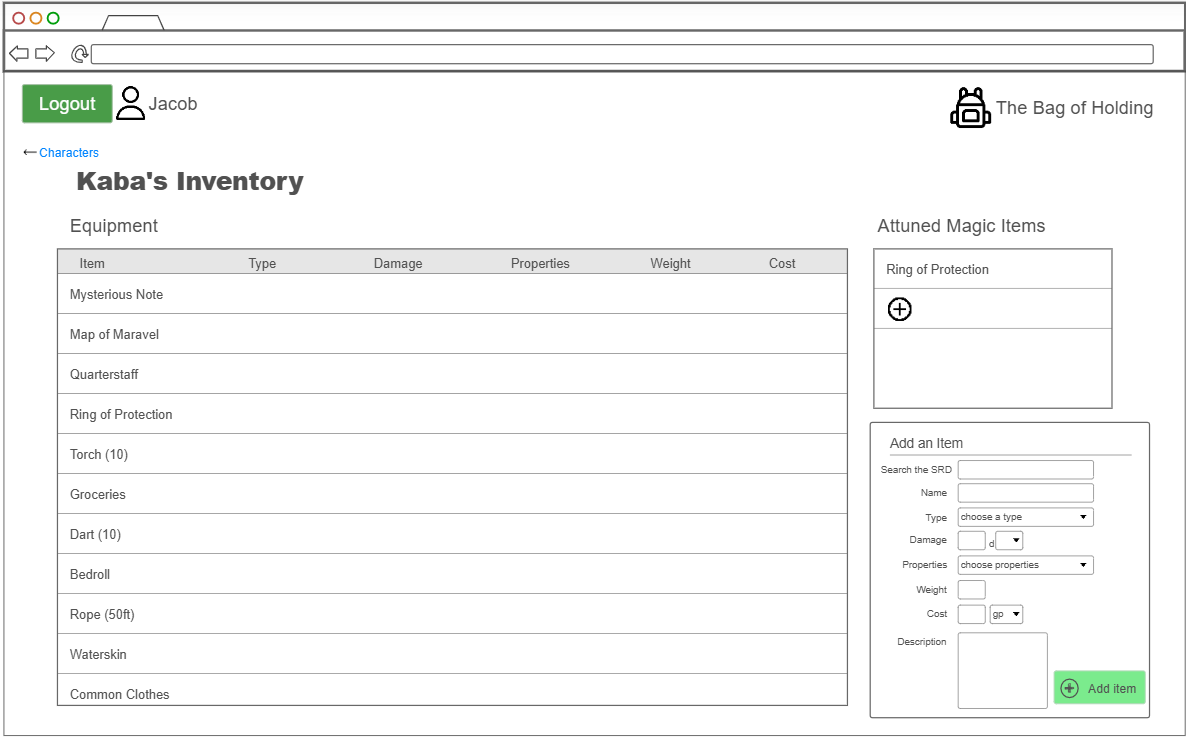 Logout
Jacob
The Bag of Holding
←Characters
Kaba's Inventory
Equipment
Attuned Magic Items
Item Type Damage Properties Weight Cost
Mysterious Note
Map of Maravel
Quarterstaff
Ring of Protection
Torch (10)
Groceries
Dart (10)
Bedroll
Rope (50ft)
Waterskin
Common Clothes
Ring of Protection
Add an Item
Search the SRD
Name
Type choose a type
Damage d
Properties choose properties
Weight
Cost gp
Description
Add item